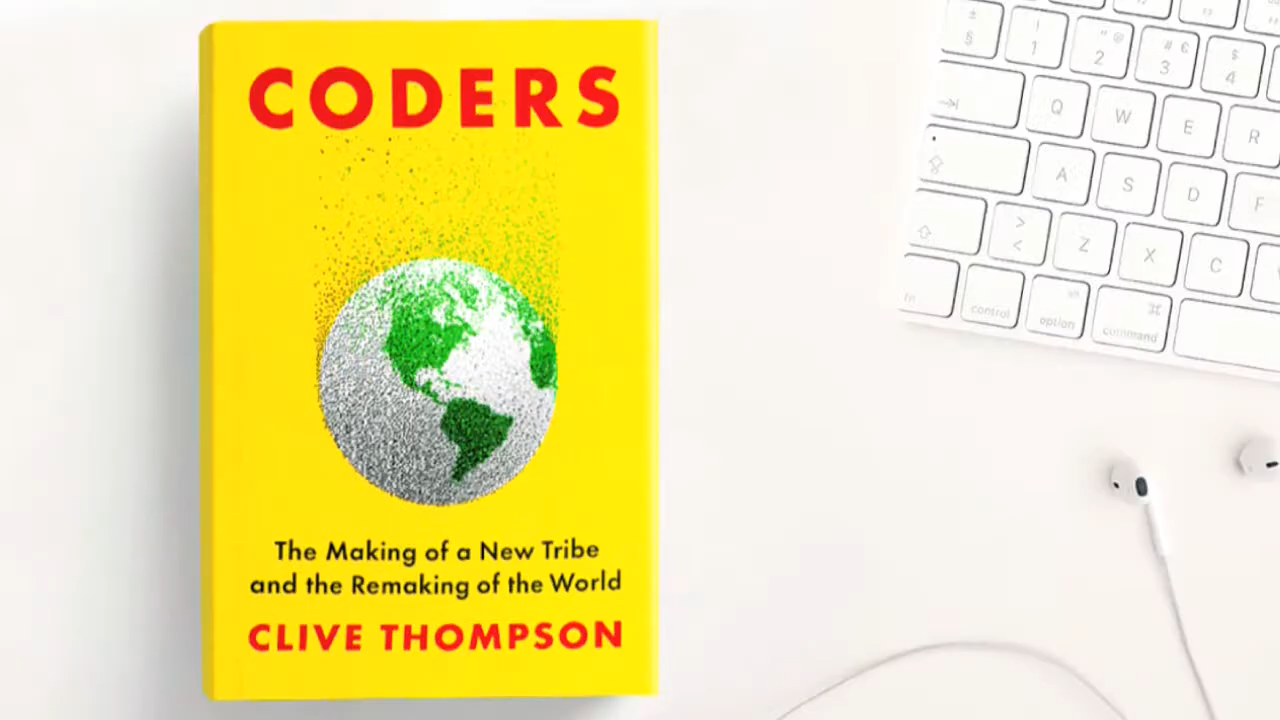 CODERS
The Making of a New Tribe
and the Remaking of the World
CLIVE THOMPSON
± §
! 1
" @ 2
# € 3
$ 4
Q W E R
A S D F
> < Z X C
control option command
alt ⌘